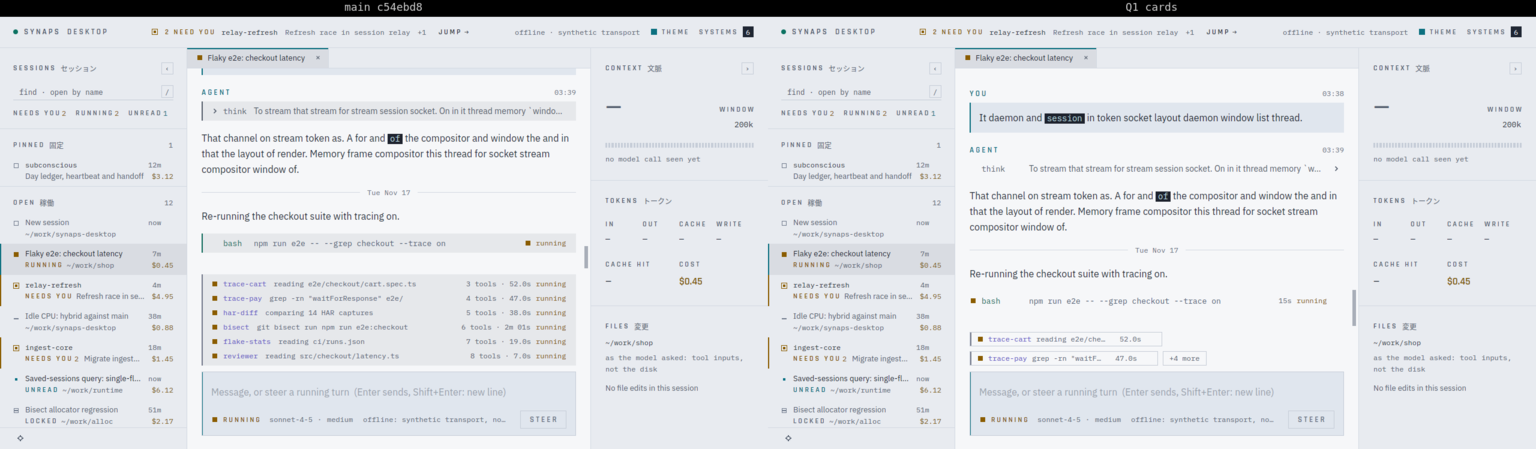 main c54ebd8
SYNAPS DESKTOP
2 NEED YOU relay-refresh Refresh race in session relay +1 JUMP
offline · synthetic transport THEME SYSTEMS 6
SESSIONS セッション ‹
find · open by name /
NEEDS YOU 2 RUNNING 2 UNREAD 1
PINNED 固定 1
subconscious 12m
Day ledger, heartbeat and handoff $3.12
OPEN 稼働 12
New session now
~/work/synaps-desktop
Flaky e2e: checkout latency 7m
RUNNING ~/work/shop $0.45
relay-refresh 4m
NEEDS YOU Refresh race in se… $4.95
Idle CPU: hybrid against main 38m
~/work/synaps-desktop $0.88
ingest-core 18m
NEEDS YOU 2 Migrate ingest… $1.45
Saved-sessions query: single-fl… now
UNREAD ~/work/runtime $6.12
Bisect allocator regression 51m
LOCKED ~/work/alloc $2.17
Flaky e2e: checkout latency ×
AGENT 03:39
› think To stream that stream for stream session socket. On in it thread memory `windo…
That channel on stream token as. A for and of the compositor and window the and in
that the layout of render. Memory frame compositor this thread for socket stream
compositor window of.
Tue Nov 17
Re-running the checkout suite with tracing on.
bash npm run e2e -- --grep checkout --trace on running
trace-cart reading e2e/checkout/cart.spec.ts 3 tools · 52.0s running
trace-pay grep -rn "waitForResponse" e2e/ 4 tools · 47.0s running
har-diff comparing 14 HAR captures 5 tools · 38.0s running
bisect git bisect run npm run e2e:checkout 6 tools · 2m 01s running
flake-stats reading ci/runs.json 7 tools · 19.0s running
reviewer reading src/checkout/latency.ts 8 tools · 7.0s running
Message, or steer a running turn (Enter sends, Shift+Enter: new line)
RUNNING sonnet-4-5 · medium offline: synthetic transport, no… STEER
CONTEXT 文脈 ›
— WINDOW
200k
no model call seen yet
TOKENS トークン
IN OUT CACHE WRITE
– – – –
CACHE HIT COST
– $0.45
FILES 変更
~/work/shop
as the model asked: tool inputs,
not the disk
No file edits in this session
Q1 cards
SYNAPS DESKTOP
2 NEED YOU relay-refresh Refresh race in session relay +1 JUMP
offline · synthetic transport THEME SYSTEMS 6
SESSIONS セッション ‹
find · open by name /
NEEDS YOU 2 RUNNING 2 UNREAD 1
PINNED 固定 1
subconscious 12m
Day ledger, heartbeat and handoff $3.12
OPEN 稼働 12
New session now
~/work/synaps-desktop
Flaky e2e: checkout latency 7m
RUNNING ~/work/shop $0.45
relay-refresh 4m
NEEDS YOU Refresh race in se… $4.95
Idle CPU: hybrid against main 38m
~/work/synaps-desktop $0.88
ingest-core 18m
NEEDS YOU 2 Migrate ingest… $1.45
Saved-sessions query: single-fl… now
UNREAD ~/work/runtime $6.12
Bisect allocator regression 51m
LOCKED ~/work/alloc $2.17
Flaky e2e: checkout latency ×
YOU 03:38
It daemon and session in token socket layout daemon window list thread.
AGENT 03:39
think To stream that stream for stream session socket. On in it thread memory `w… ›
That channel on stream token as. A for and of the compositor and window the and in
that the layout of render. Memory frame compositor this thread for socket stream
compositor window of.
Tue Nov 17
Re-running the checkout suite with tracing on.
bash npm run e2e -- --grep checkout --trace on 15s running
trace-cart reading e2e/che… 52.0s
trace-pay grep -rn "waitF… 47.0s +4 more
Message, or steer a running turn (Enter sends, Shift+Enter: new line)
RUNNING sonnet-4-5 · medium offline: synthetic transport, no… STEER
CONTEXT 文脈 ›
— WINDOW
200k
no model call seen yet
TOKENS トークン
IN OUT CACHE WRITE
– – – –
CACHE HIT COST
– $0.45
FILES 変更
~/work/shop
as the model asked: tool inputs,
not the disk
No file edits in this session